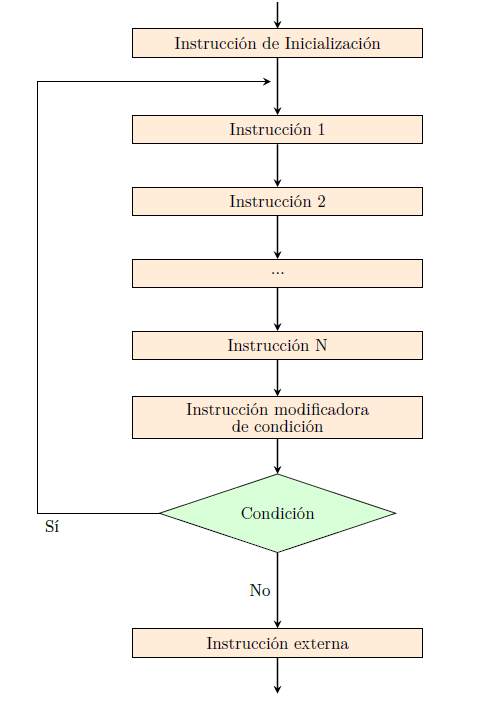 Instrucción de Inicialización
Instrucción 1
Instrucción 2
...
Instrucción N
Instrucción modificadora
de condición
Condición
Sí
No
Instrucción externa